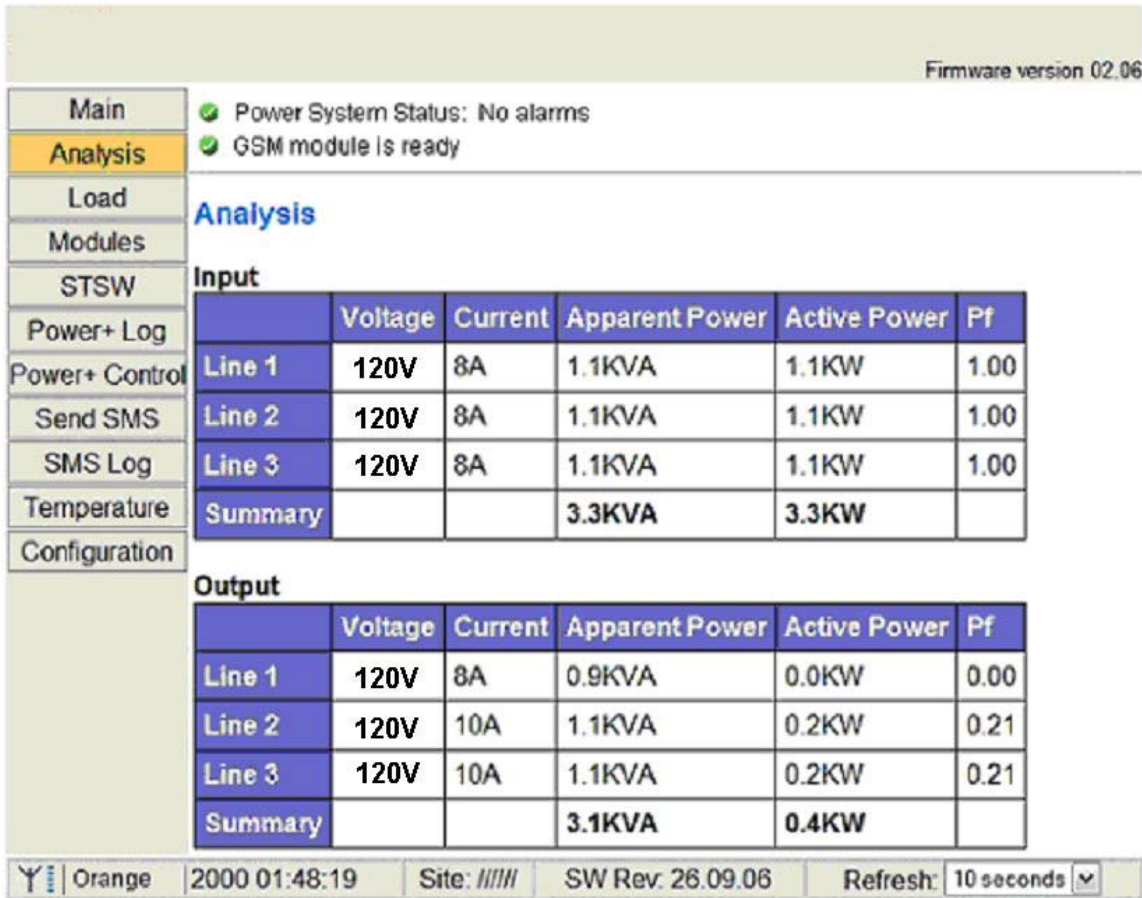 Firmware version 02.06
Main
Analysis
Load
Modules
STSW
Power+ Log
Power+ Control
Send SMS
SMS Log
Temperature
Configuration
Power System Status: No alarms
GSM module is ready
Analysis
Input
Voltage Current Apparent Power Active Power Pf
Line 1 120V 8A 1.1KVA 1.1KW 1.00
Line 2 120V 8A 1.1KVA 1.1KW 1.00
Line 3 120V 8A 1.1KVA 1.1KW 1.00
Summary 3.3KVA 3.3KW
Output
Voltage Current Apparent Power Active Power Pf
Line 1 120V 8A 0.9KVA 0.0KW 0.00
Line 2 120V 10A 1.1KVA 0.2KW 0.21
Line 3 120V 10A 1.1KVA 0.2KW 0.21
Summary 3.1KVA 0.4KW
Orange 2000 01:48:19 Site: ////// SW Rev: 26.09.06 Refresh: 10 seconds